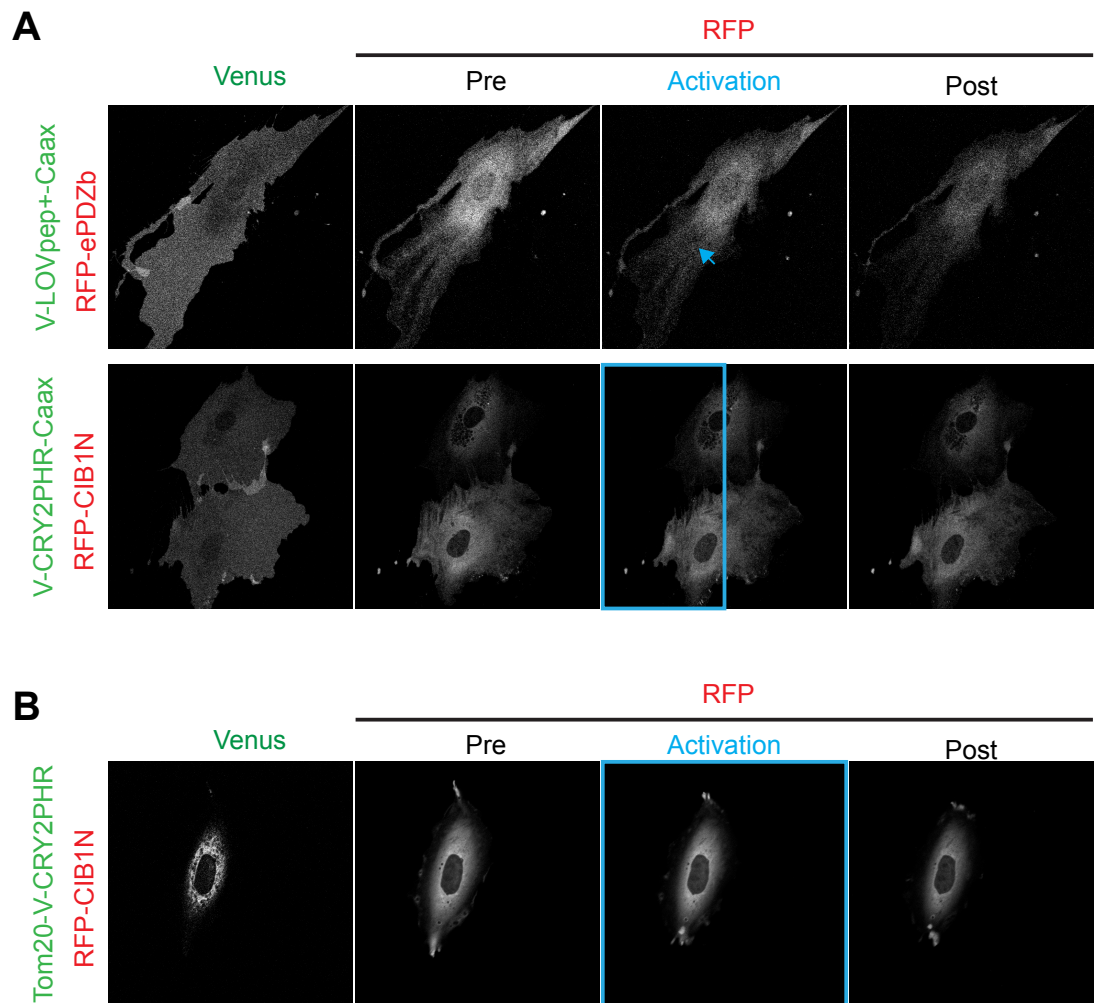 A
RFP
Venus
Pre
Activation
Post
V-LOVpep+-Caax
RFP-ePDZb
V-CRY2PHR-Caax
RFP-CIB1N
B
RFP
Venus
Pre
Activation
Post
Tom20-V-CRY2PHR
RFP-CIB1N